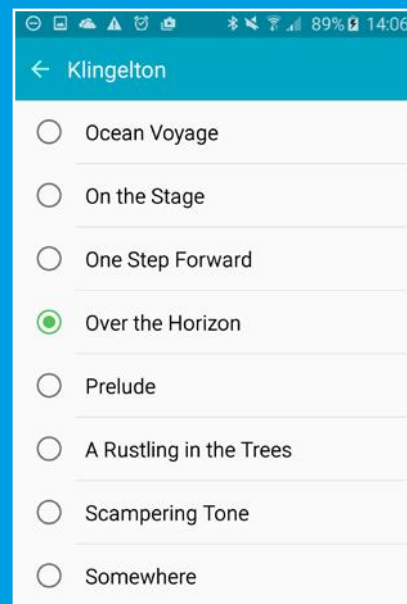 89% 14:06
Klingelton
Ocean Voyage
On the Stage
One Step Forward
Over the Horizon
Prelude
A Rustling in the Trees
Scampering Tone
Somewhere